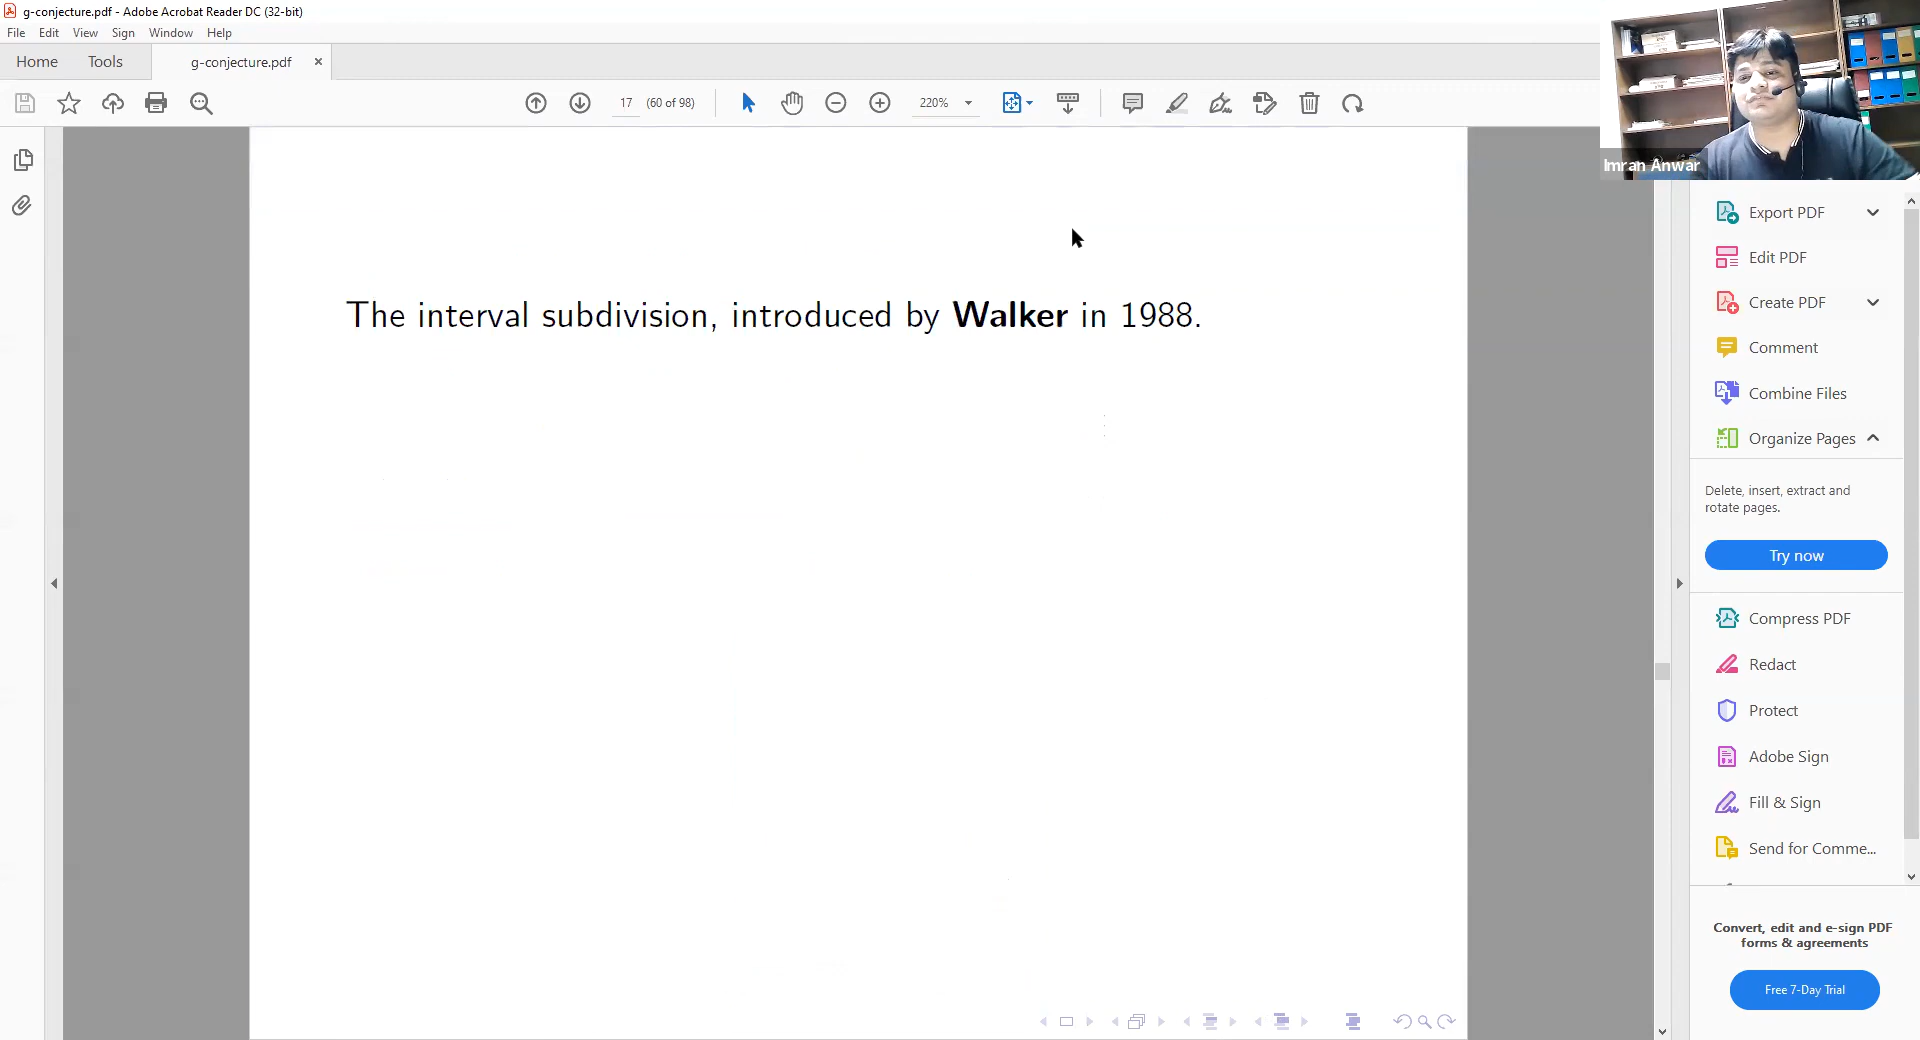 g-conjecture.pdf - Adobe Acrobat Reader DC (32-bit)
File Edit View Sign Window Help
Home Tools g-conjecture.pdf ×
17 (60 of 98) 220%
Imran Anwar
The interval subdivision, introduced by Walker in 1988.
Export PDF
Edit PDF
Create PDF
Comment
Combine Files
Organize Pages
Delete, insert, extract and
rotate pages.
Try now
Compress PDF
Redact
Protect
Adobe Sign
Fill & Sign
Send for Comme...
Convert, edit and e-sign PDF
forms & agreements
Free 7-Day Trial